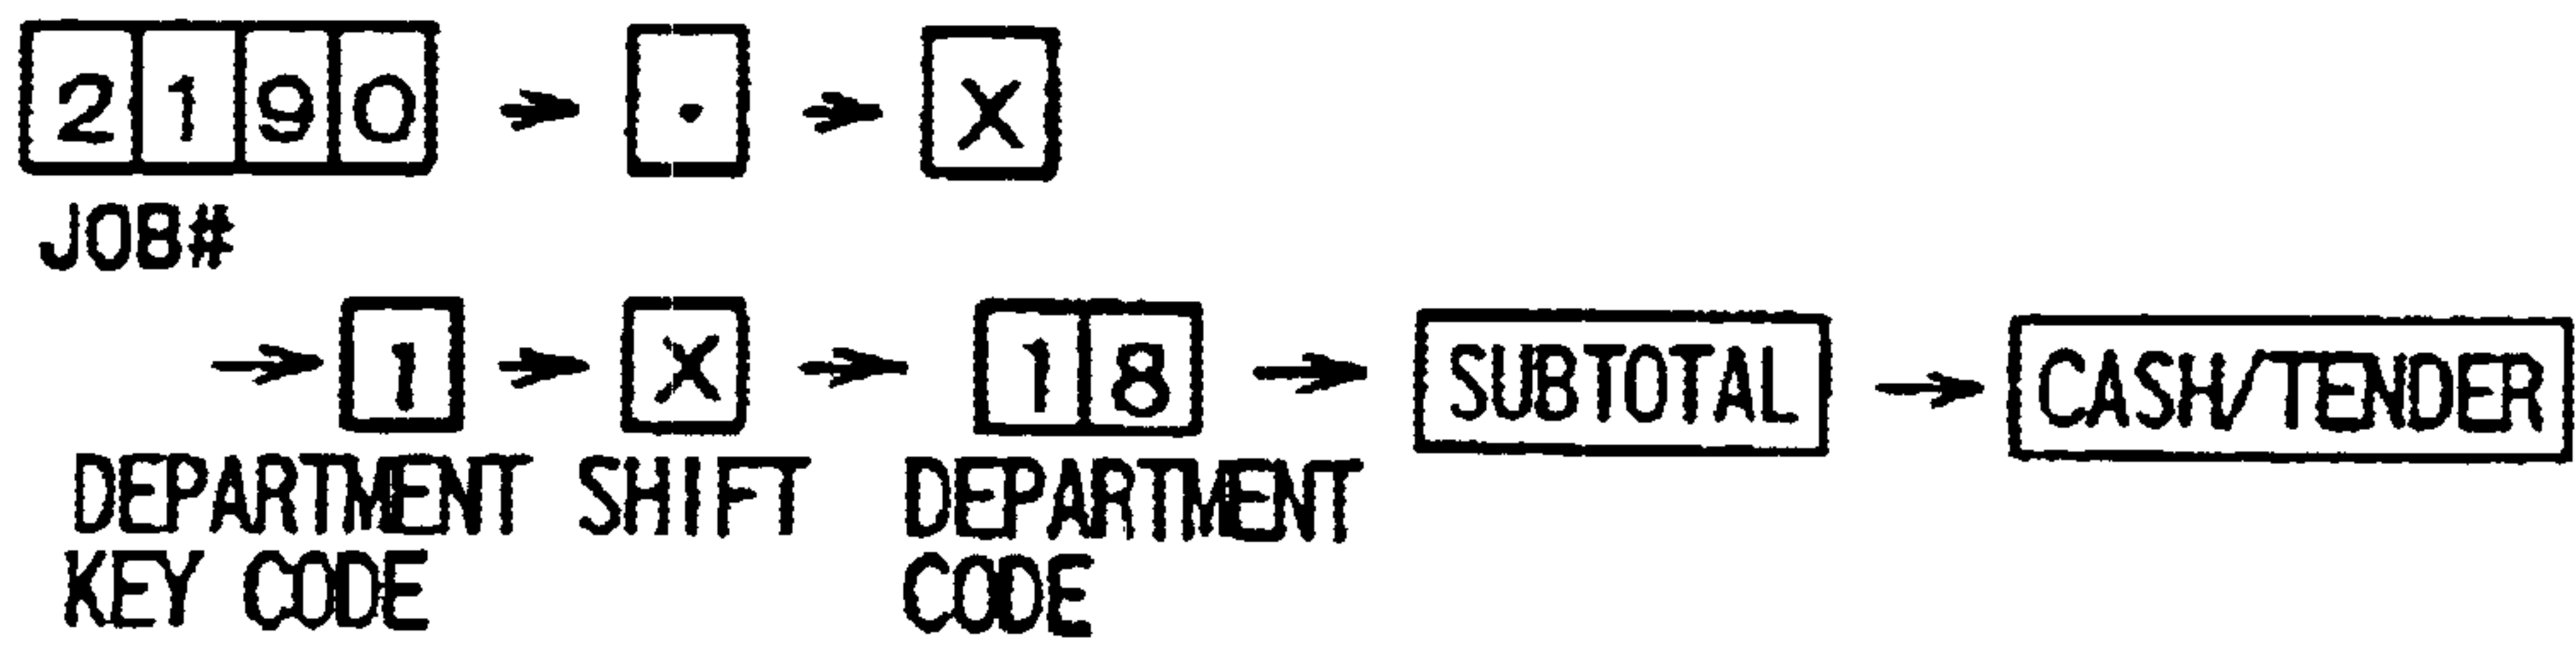 2190 → · → X
JOB#
→ 1 → X → 18 → SUBTOTAL → CASH/TENDER
DEPARTMENT SHIFT DEPARTMENT
KEY CODE CODE